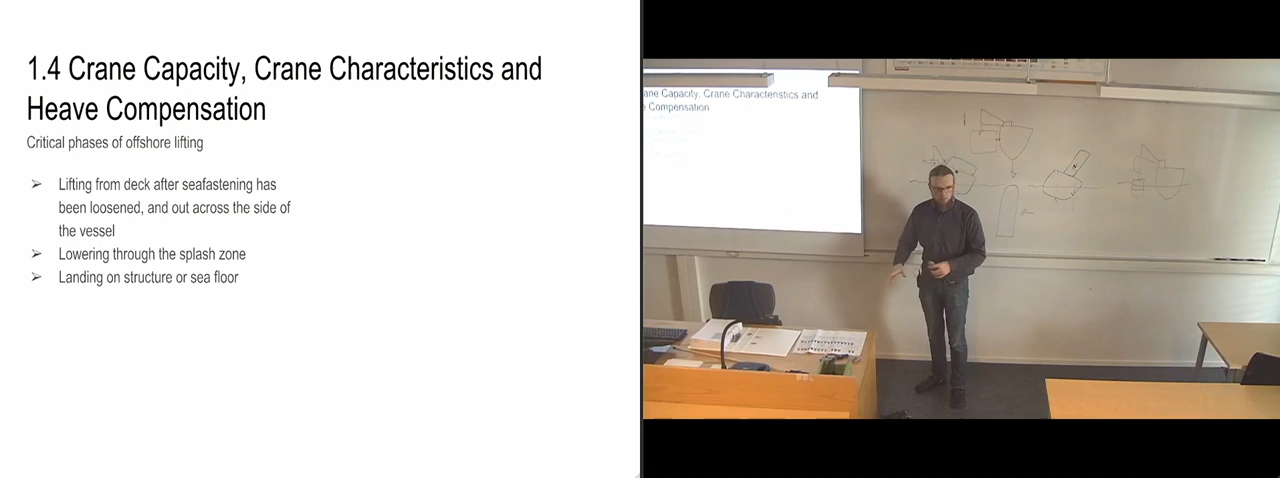 1.4 Crane Capacity, Crane Characteristics and
Heave Compensation
Critical phases of offshore lifting
➢ Lifting from deck after seafastening has
been loosened, and out across the side of
the vessel
➢ Lowering through the splash zone
➢ Landing on structure or sea floor
ane Capacity, Crane Characteristics and
Compensation